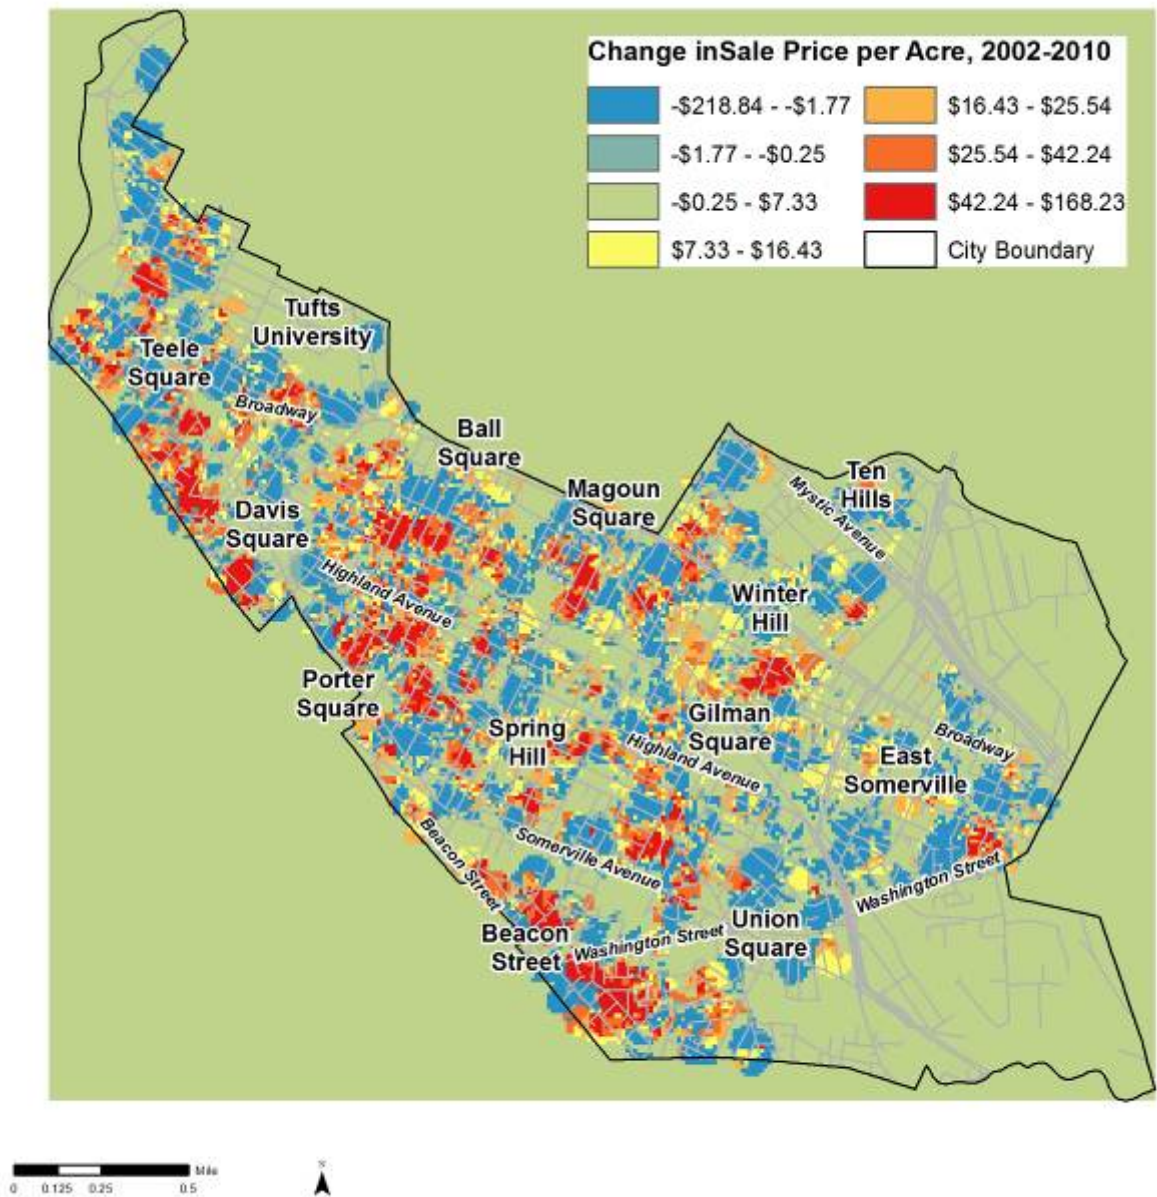 Change inSale Price per Acre, 2002-2010
-$218.84 - -$1.77
$16.43 - $25.54
-$1.77 - -$0.25
$25.54 - $42.24
-$0.25 - $7.33
$42.24 - $168.23
$7.33 - $16.43
City Boundary
Tufts
University
Teele
Square
Broadway
Ball
Square
Magoun
Square
Ten
Hills
Mystic Avenue
Davis
Square
Highland Avenue
Winter
Hill
Porter
Square
Spring
Hill
Gilman
Square
Highland Avenue
Broadway
East
Somerville
Beacon Street
Somerville Avenue
Washington Street
Union
Square
Beacon
Street
Washington Street
Mile
0 0.125 0.25 0.5
N